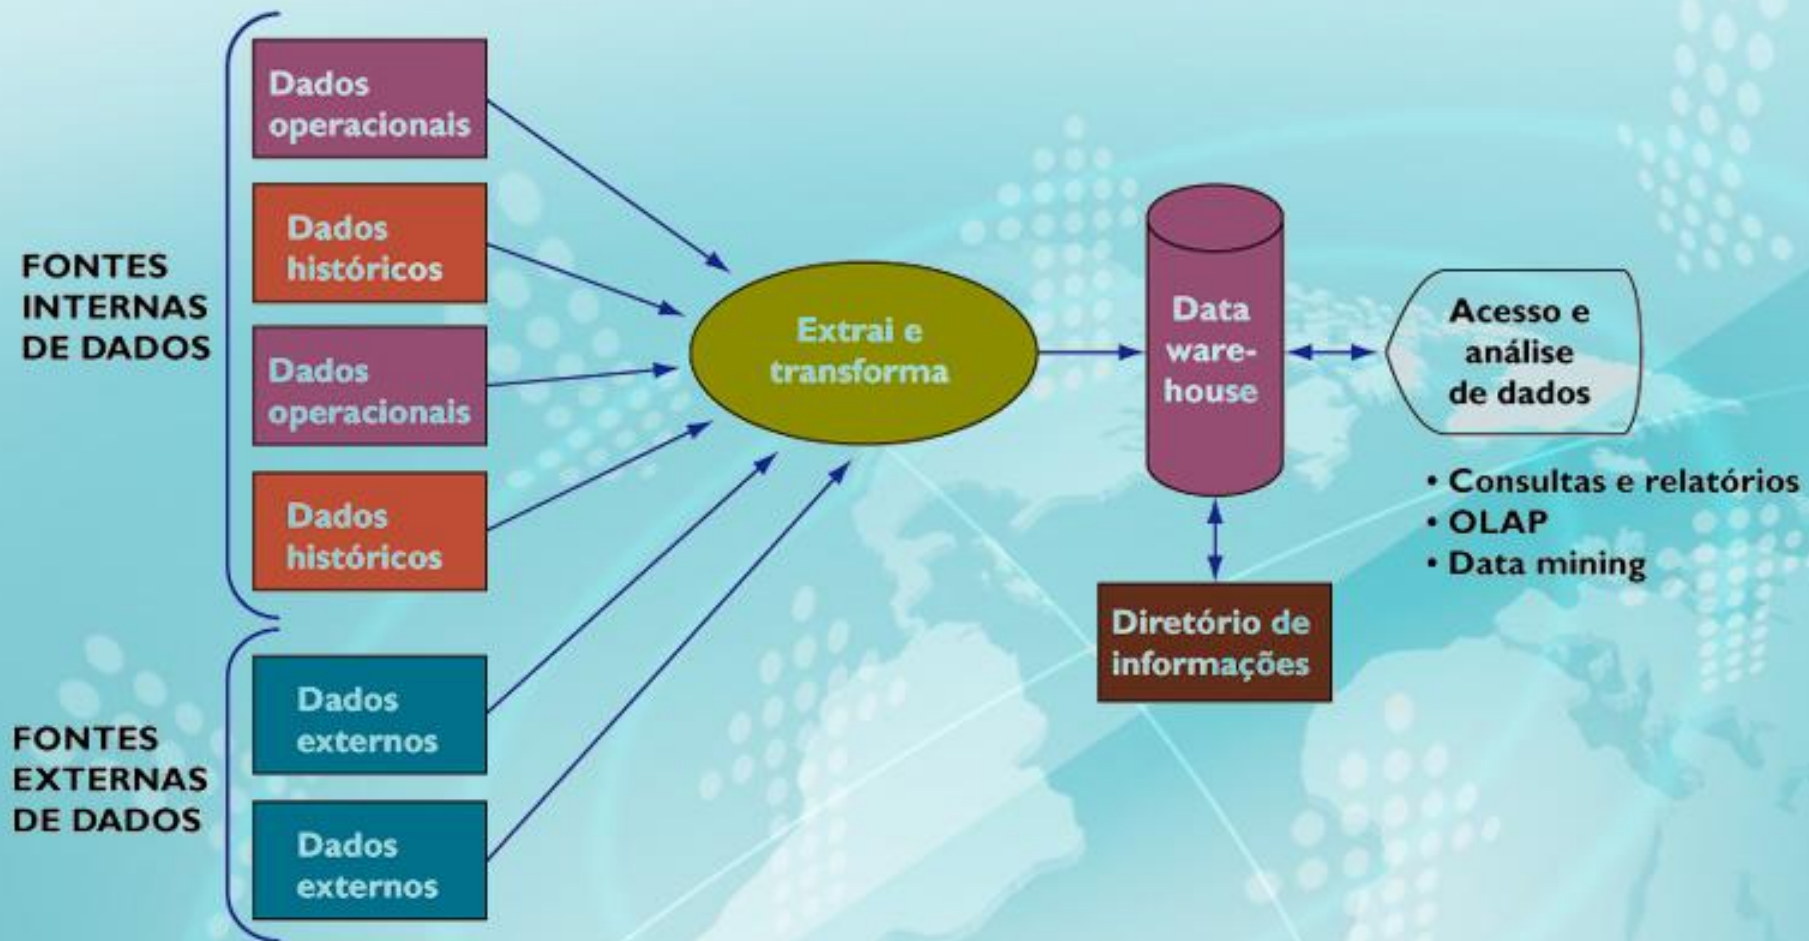 FONTES
INTERNAS
DE DADOS
Dados
operacionais
Dados
históricos
Dados
operacionais
Dados
históricos
FONTES
EXTERNAS
DE DADOS
Dados
externos
Dados
externos
Extrai e
transforma
Data
ware-
house
Diretório de
informações
Acesso e
análise
de dados
• Consultas e relatórios
• OLAP
• Data mining